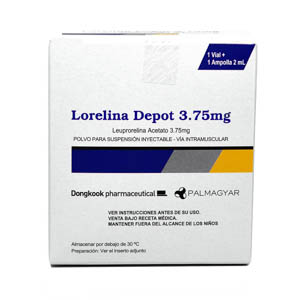 1 Vial +
1 Ampolla 2 mL
Lorelina Depot 3.75mg
Leuprorelina Acetato 3.75mg
POLVO PARA SUSPENSIÓN INYECTABLE - VÍA INTRAMUSCULAR
Dongkook pharmaceutical PALMAGYAR
VER INSTRUCCIONES ANTES DE SU USO.
VENTA BAJO RECETA MÉDICA.
MANTENER FUERA DEL ALCANCE DE LOS NIÑOS
Almacenar por debajo de 30 ºC
Preparación: Ver el inserto adjunto